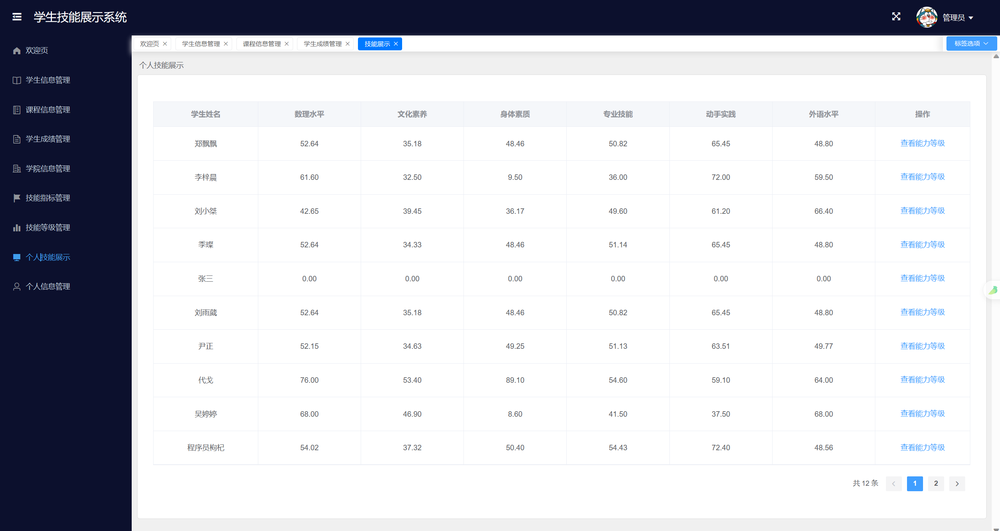 学生技能展示系统
管理员
欢迎页
学生信息管理
课程信息管理
学生成绩管理
学院信息管理
技能指标管理
技能等级管理
个人技能展示
个人信息管理
欢迎页 学生信息管理 课程信息管理 学生成绩管理 技能展示 标签选项
个人技能展示
学生姓名 数理水平 文化素养 身体素质 专业技能 动手实践 外语水平 操作
郑飘飘 52.64 35.18 48.46 50.82 65.45 48.80 查看能力等级
李梓晨 61.60 32.50 9.50 36.00 72.00 59.50 查看能力等级
刘小桀 42.65 39.45 36.17 49.60 61.20 66.40 查看能力等级
季璨 52.64 34.33 48.46 51.14 65.45 48.80 查看能力等级
张三 0.00 0.00 0.00 0.00 0.00 0.00 查看能力等级
刘雨葳 52.64 35.18 48.46 50.82 65.45 48.80 查看能力等级
尹正 52.15 34.63 49.25 51.13 63.51 49.77 查看能力等级
代戈 76.00 53.40 89.10 54.60 59.10 64.00 查看能力等级
吴婷婷 68.00 46.90 8.60 41.50 37.50 68.00 查看能力等级
程序员枸杞 54.02 37.32 50.40 54.43 72.40 48.56 查看能力等级
共 12 条 1 2